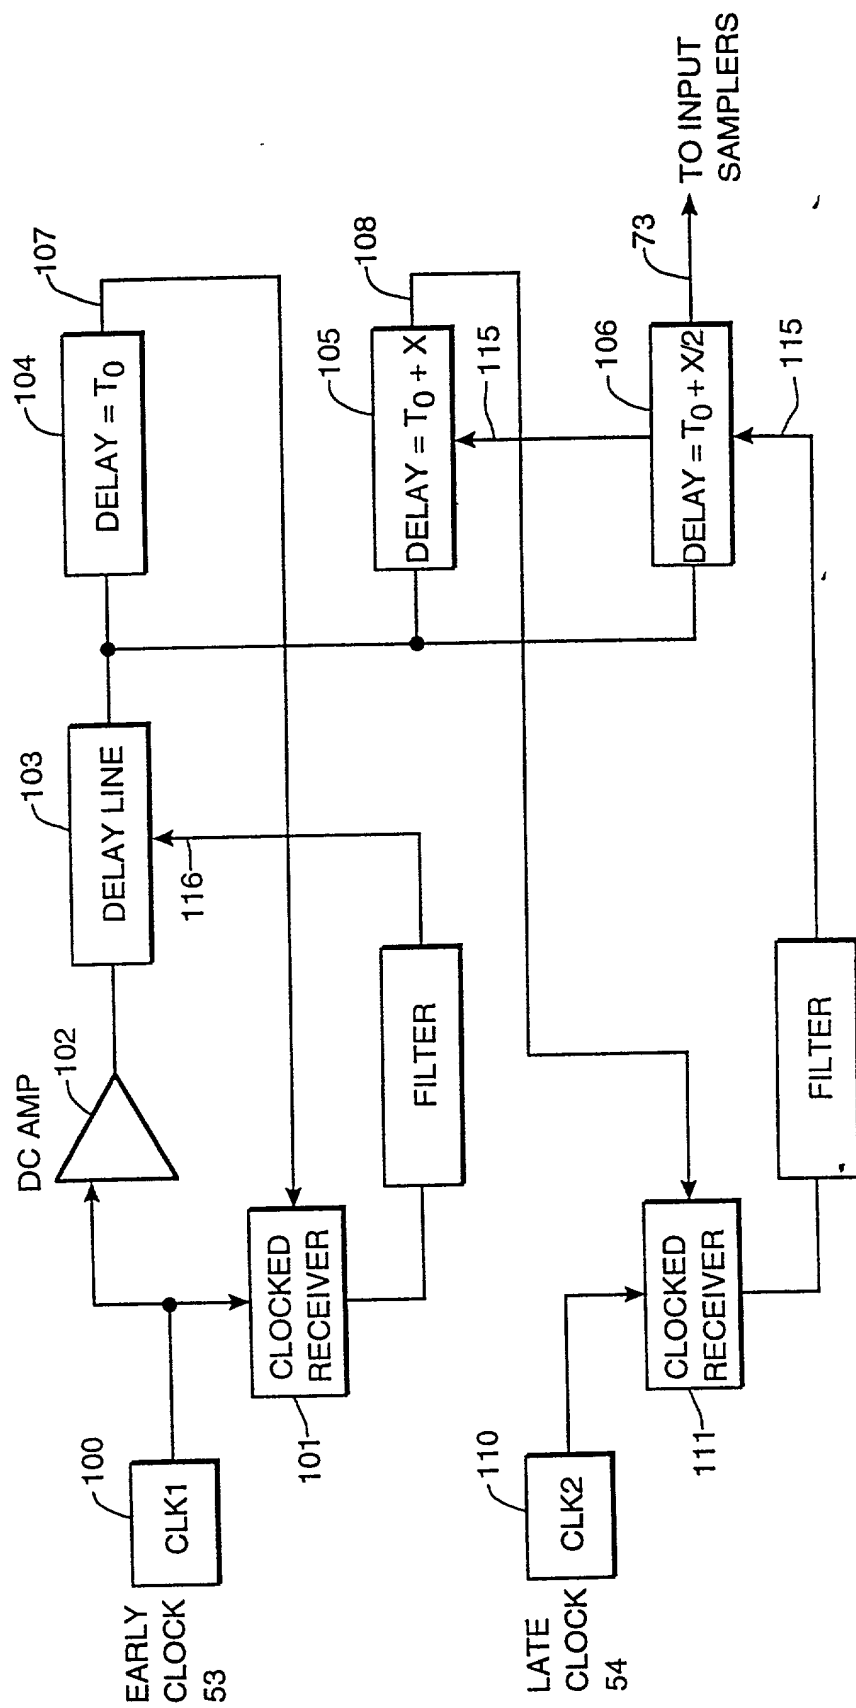 EARLY
CLOCK
53
CLK1
100
DC AMP
102
CLOCKED
RECEIVER
101
DELAY LINE
103
116
FILTER
DELAY = T0
104
107
DELAY = T0 + X
105
108
115
DELAY = T0 + X/2
106
73
TO INPUT
SAMPLERS
115
LATE
CLOCK
54
CLK2
110
CLOCKED
RECEIVER
111
FILTER